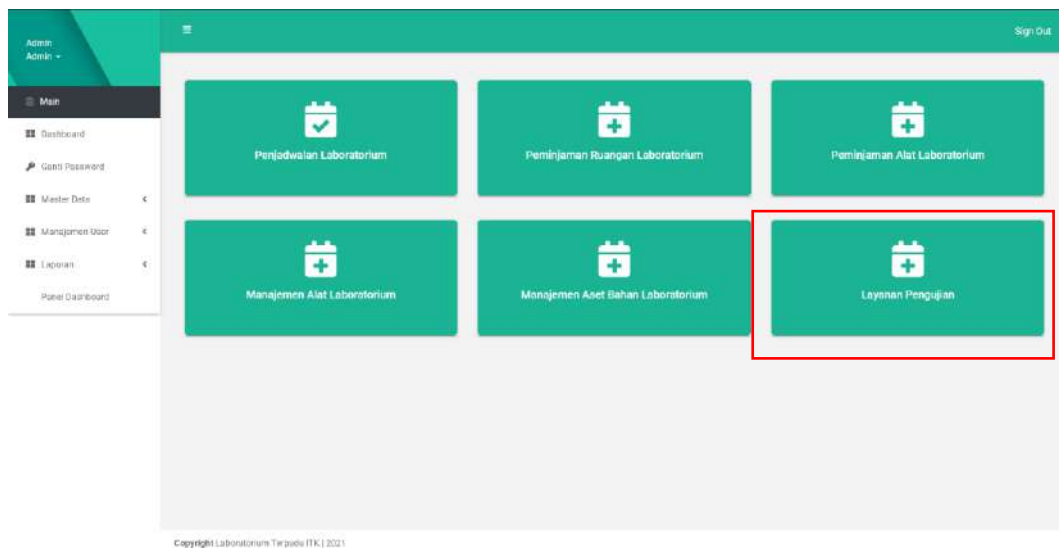 Admin
Admin
Sign Out
Main
Dashboard
Ganti Password
Master Data
Manajemen User
Laporan
Panel Dashboard
Penjadwalan Laboratorium
Peminjaman Ruangan Laboratorium
Peminjaman Alat Laboratorium
Manajemen Alat Laboratorium
Manajemen Aset Bahan Laboratorium
Layanan Pengujian
Copyright Laboratorium Terpadu ITK | 2021